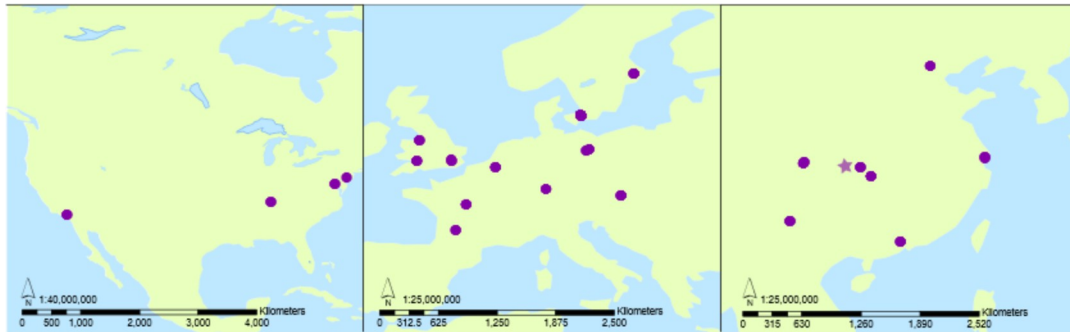 N
1:40,000,000
Kilometers
0 500 1,000 2,000 3,000 4,000
N
1:25,000,000
Kilometers
0 312.5 625 1,250 1,875 2,500
N
1:25,000,000
Kilometers
0 315 630 1,260 1,890 2,520